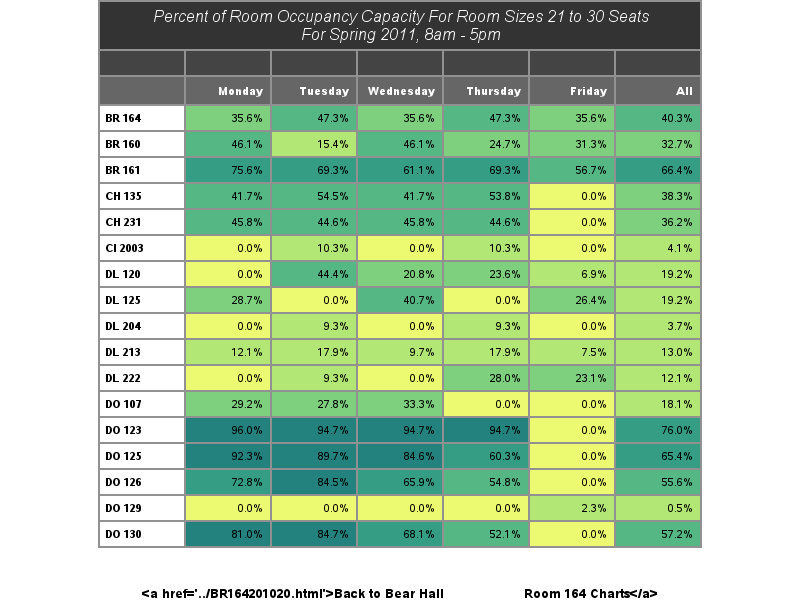 Percent of Room Occupancy Capacity For Room Sizes 21 to 30 Seats
For Spring 2011, 8am - 5pm
Monday Tuesday Wednesday Thursday Friday All
BR 164 35.6% 47.3% 35.6% 47.3% 35.6% 40.3%
BR 160 46.1% 15.4% 46.1% 24.7% 31.3% 32.7%
BR 161 75.6% 69.3% 61.1% 69.3% 56.7% 66.4%
CH 135 41.7% 54.5% 41.7% 53.8% 0.0% 38.3%
CH 231 45.8% 44.6% 45.8% 44.6% 0.0% 36.2%
CI 2003 0.0% 10.3% 0.0% 10.3% 0.0% 4.1%
DL 120 0.0% 44.4% 20.8% 23.6% 6.9% 19.2%
DL 125 28.7% 0.0% 40.7% 0.0% 26.4% 19.2%
DL 204 0.0% 9.3% 0.0% 9.3% 0.0% 3.7%
DL 213 12.1% 17.9% 9.7% 17.9% 7.5% 13.0%
DL 222 0.0% 9.3% 0.0% 28.0% 23.1% 12.1%
DO 107 29.2% 27.8% 33.3% 0.0% 0.0% 18.1%
DO 123 96.0% 94.7% 94.7% 94.7% 0.0% 76.0%
DO 125 92.3% 89.7% 84.6% 60.3% 0.0% 65.4%
DO 126 72.8% 84.5% 65.9% 54.8% 0.0% 55.6%
DO 129 0.0% 0.0% 0.0% 0.0% 2.3% 0.5%
DO 130 81.0% 84.7% 68.1% 52.1% 0.0% 57.2%
<a href='../BR164201020.html'>Back to Bear Hall Room 164 Charts</a>